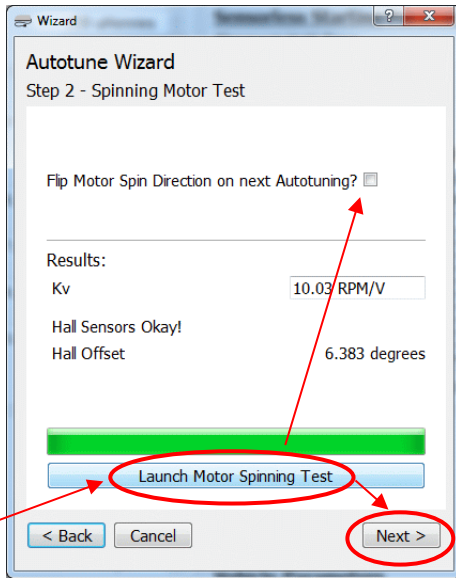 Wizard
Autotune Wizard
Step 2 - Spinning Motor Test
Flip Motor Spin Direction on next Autotuning?
Results:
Kv 10.03 RPM/V
Hall Sensors Okay!
Hall Offset 6.383 degrees
Launch Motor Spinning Test
< Back Cancel Next >